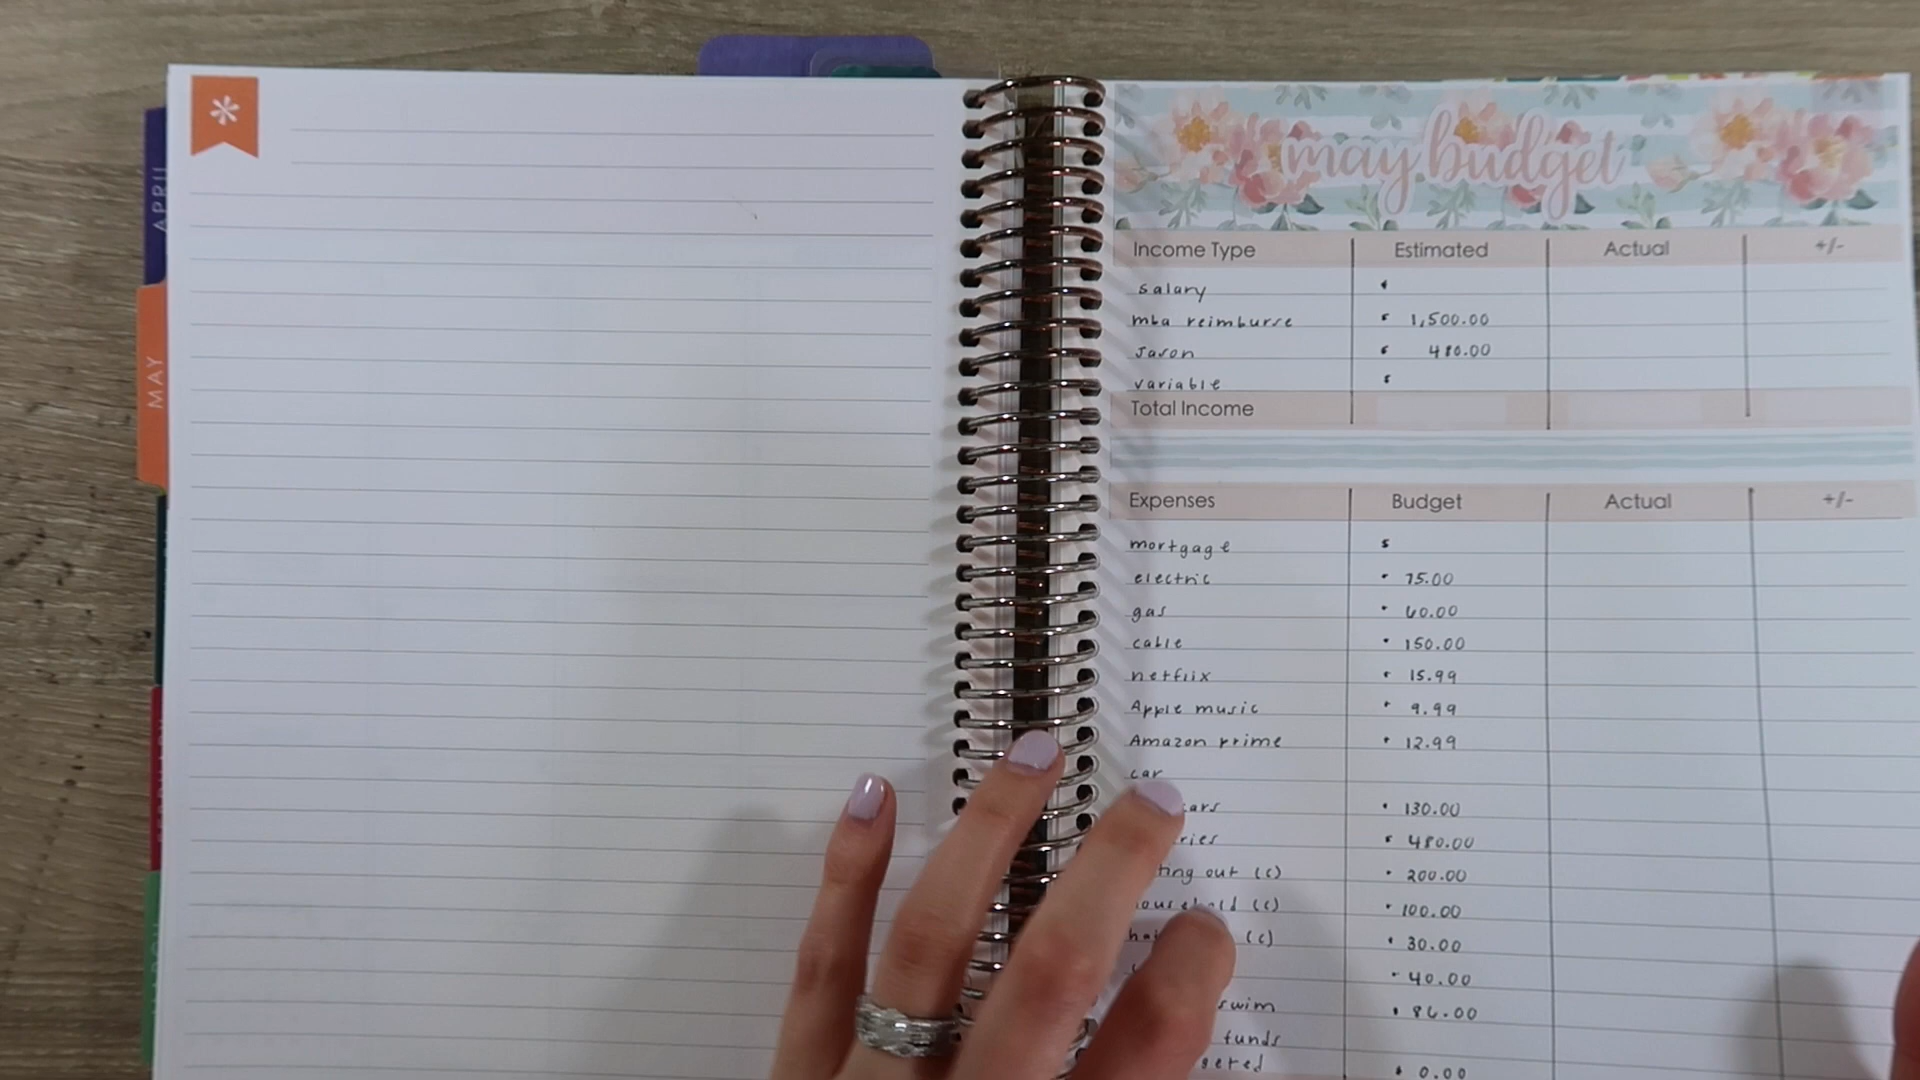 *
APRIL
MAY
may budget
Income Type Estimated Actual +/-
salary $
mba reimburse $ 1,500.00
Jason $ 480.00
variable $
Total Income
Expenses Budget Actual +/-
mortgage $
electric $ 75.00
gas $ 60.00
cable $ 150.00
netflix $ 15.99
Apple music $ 9.99
Amazon prime $ 12.99
car
$ 130.00
$ 480.00
out (c) $ 200.00
household (c) $ 100.00
(c) $ 30.00
$ 40.00
swim $ 86.00
funds
$ 0.00